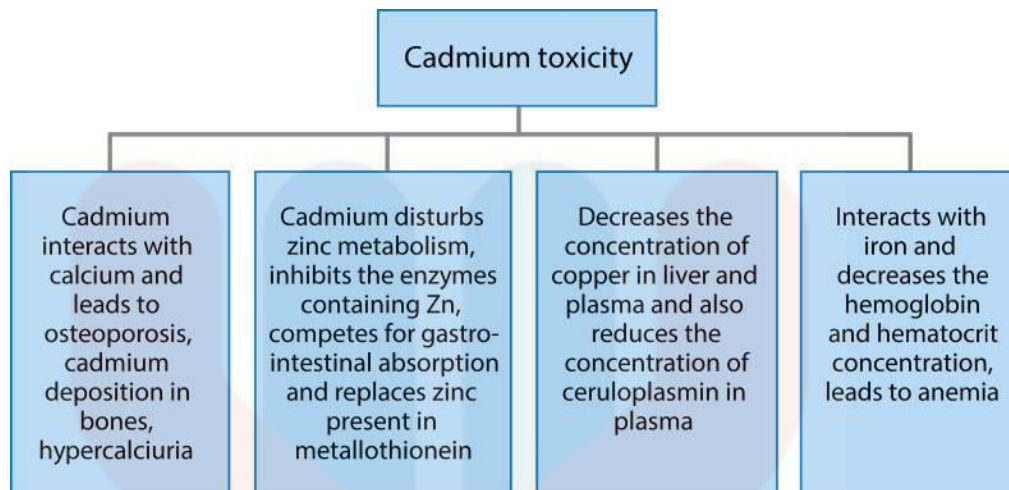 Cadmium toxicity
Cadmium
interacts with
calcium and
leads to
osteoporosis,
cadmium
deposition in
bones,
hypercalciuria
Cadmium disturbs
zinc metabolism,
inhibits the enzymes
containing Zn,
competes for gastro-
intestinal absorption
and replaces zinc
present in
metallothionein
Decreases the
concentration of
copper in liver and
plasma and also
reduces the
concentration of
ceruloplasmin in
plasma
Interacts with
iron and
decreases the
hemoglobin
and hematocrit
concentration,
leads to anemia